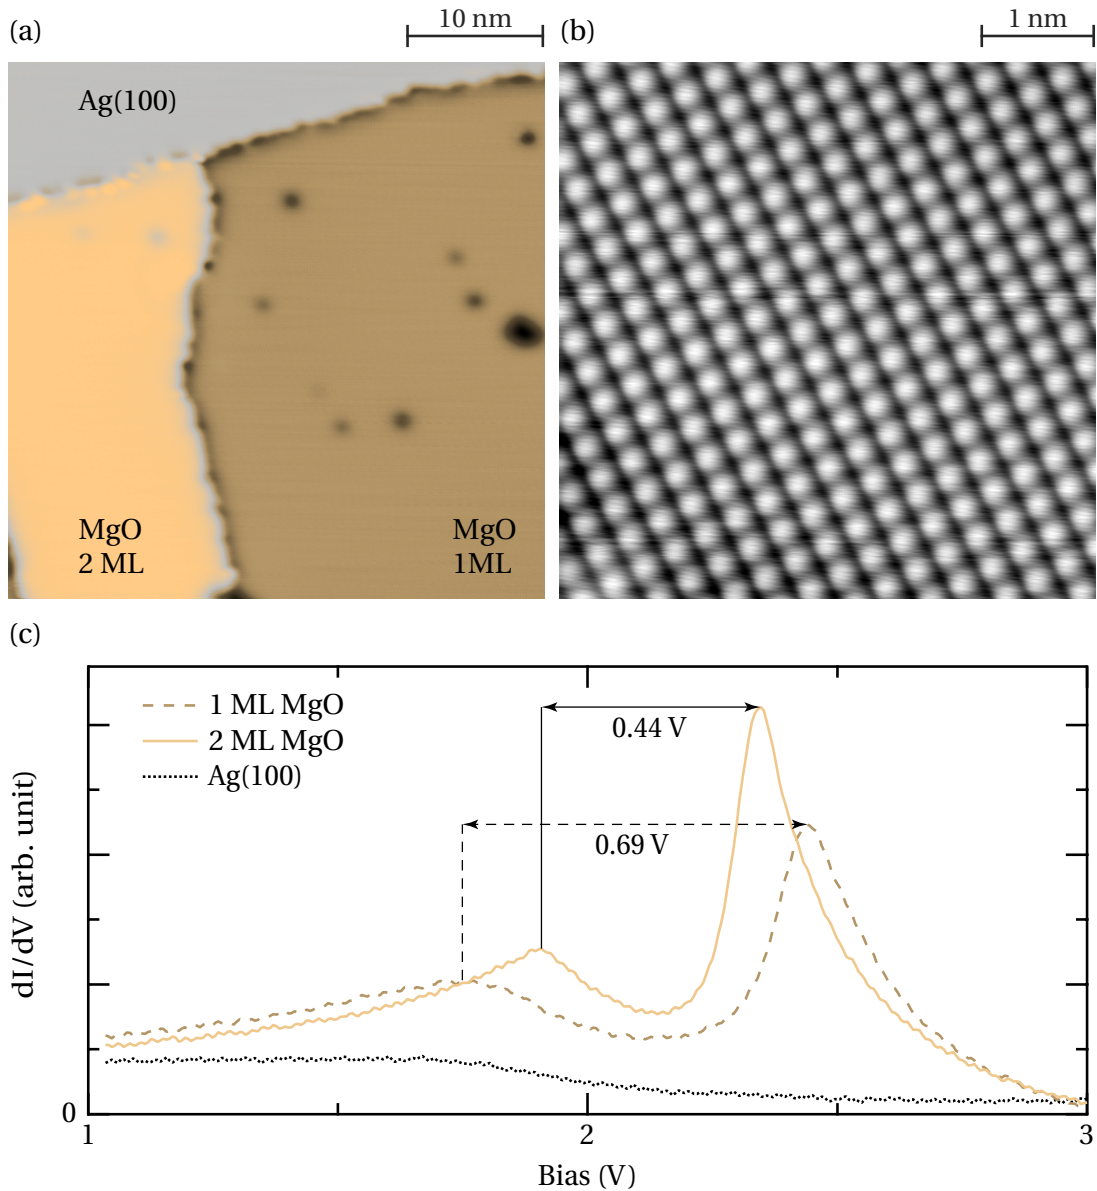 (a)
10 nm
(b)
1 nm
Ag(100)
MgO
2 ML
MgO
1ML
(c)
1 ML MgO
2 ML MgO
Ag(100)
0.44 V
0.69 V
dI/dV (arb. unit)
0
1
2
3
Bias (V)